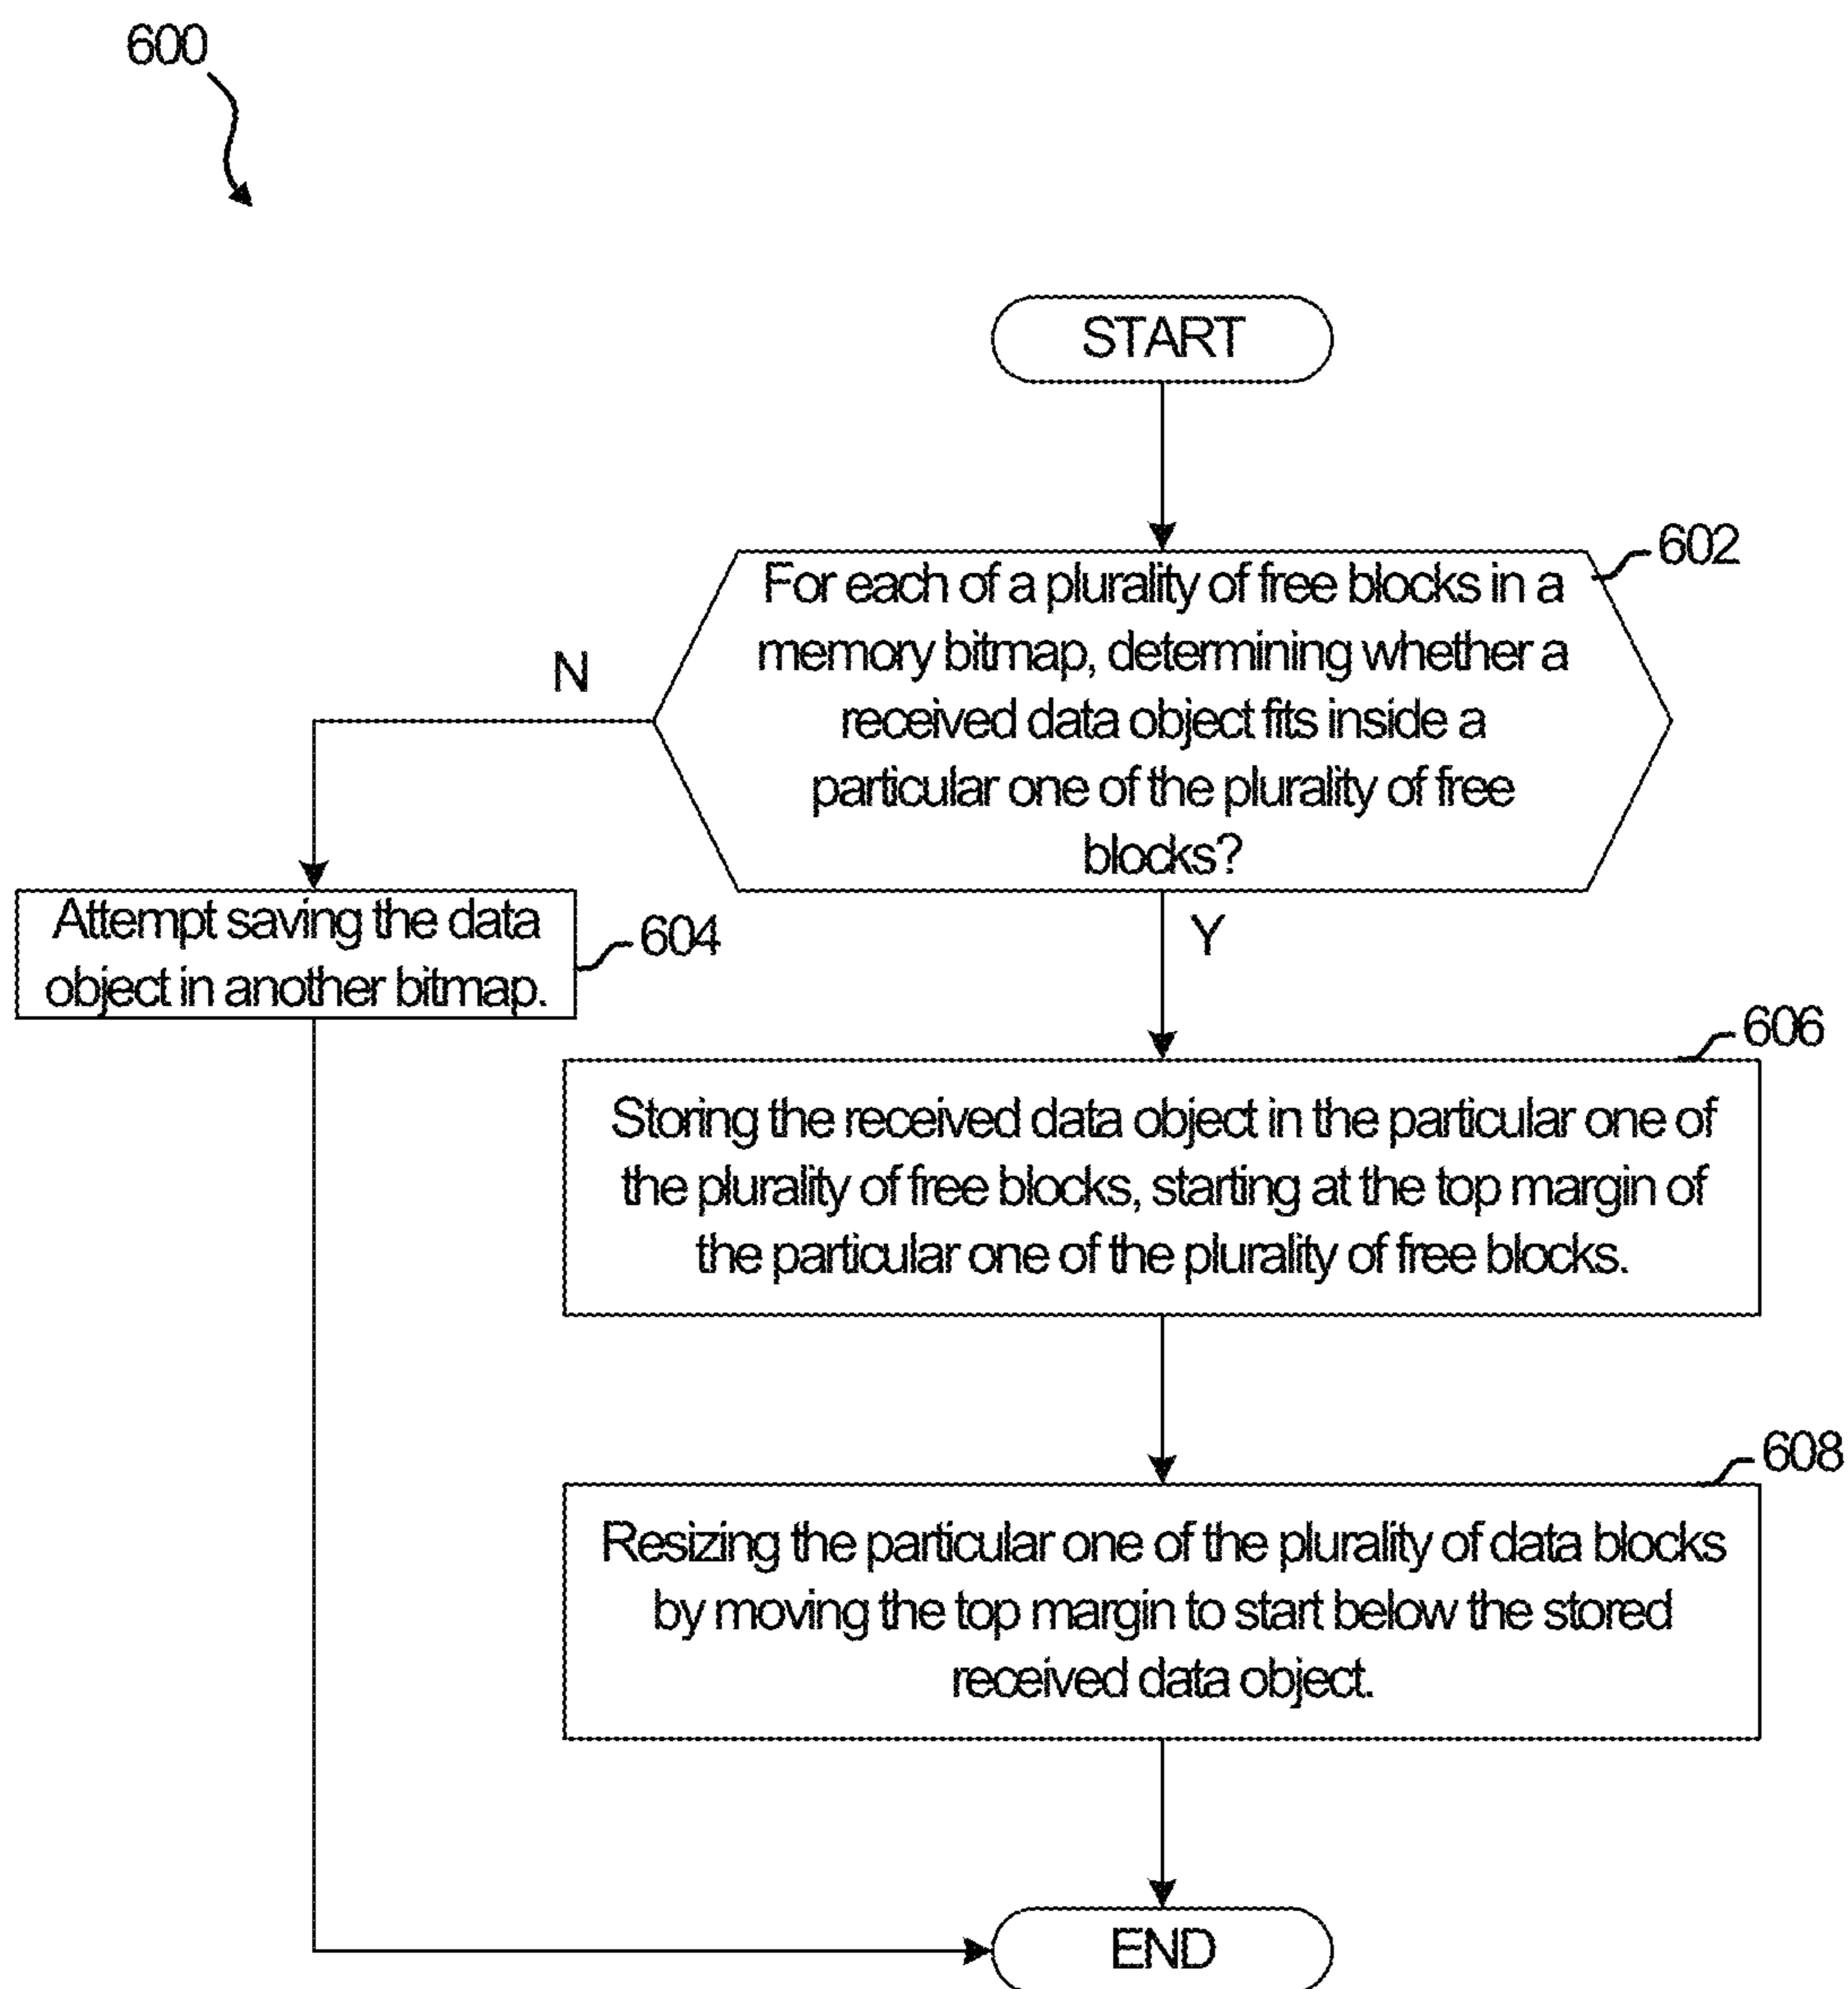 600
START
602
For each of a plurality of free blocks in a
memory bitmap, determining whether a
received data object fits inside a
particular one of the plurality of free
blocks?
N
Y
Attempt saving the data
object in another bitmap.
604
606
Storing the received data object in the particular one of
the plurality of free blocks, starting at the top margin of
the particular one of the plurality of free blocks.
608
Resizing the particular one of the plurality of data blocks
by moving the top margin to start below the stored
received data object.
END